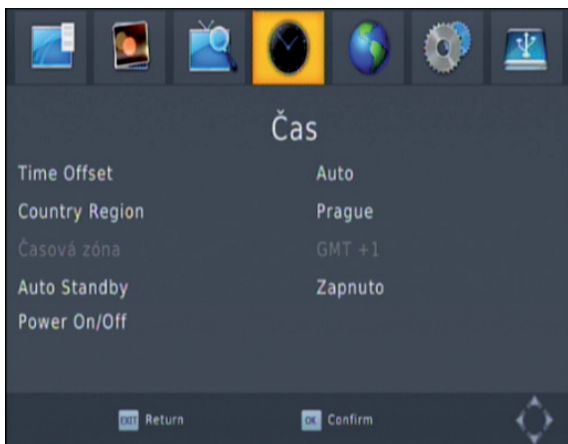 Čas
Time Offset Auto
Country Region Prague
Časová zóna GMT +1
Auto Standby Zapnuto
Power On/Off
EXIT Return OK Confirm